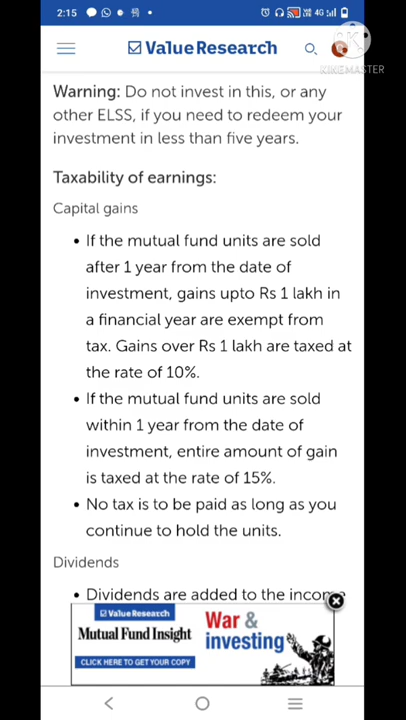 2:15
4G
ValueResearch
KINEMASTER
Warning: Do not invest in this, or any
other ELSS, if you need to redeem your
investment in less than five years.
Taxability of earnings:
Capital gains
• If the mutual fund units are sold
after 1 year from the date of
investment, gains upto Rs 1 lakh in
a financial year are exempt from
tax. Gains over Rs 1 lakh are taxed at
the rate of 10%.
• If the mutual fund units are sold
within 1 year from the date of
investment, entire amount of gain
is taxed at the rate of 15%.
• No tax is to be paid as long as you
continue to hold the units.
Dividends
• Dividends are added to the income
ValueResearch
Mutual Fund Insight
CLICK HERE TO GET YOUR COPY
War &
investing